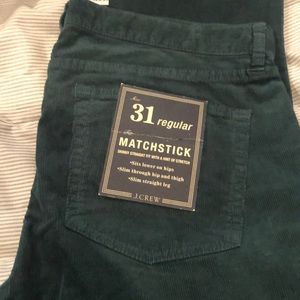 31 regular
MATCHSTICK
SKINNY STRAIGHT FIT WITH A HINT OF STRETCH
•Sits lower on hips
•Slim through hip and thigh
•Slim straight leg
J.CREW